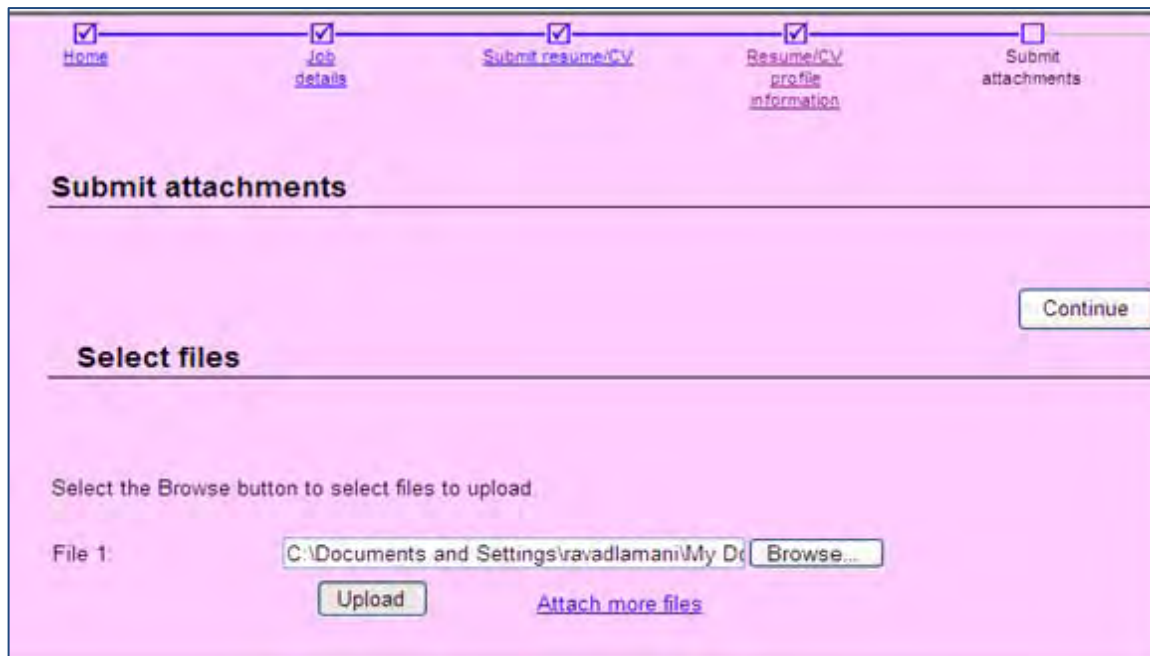 Home
Job
details
Submit resume/CV
Resume/CV
profile
information
Submit
attachments
Submit attachments
Continue
Select files
Select the Browse button to select files to upload
File 1:
C:\Documents and Settings\ravadlamani\My Do
Browse...
Upload
Attach more files